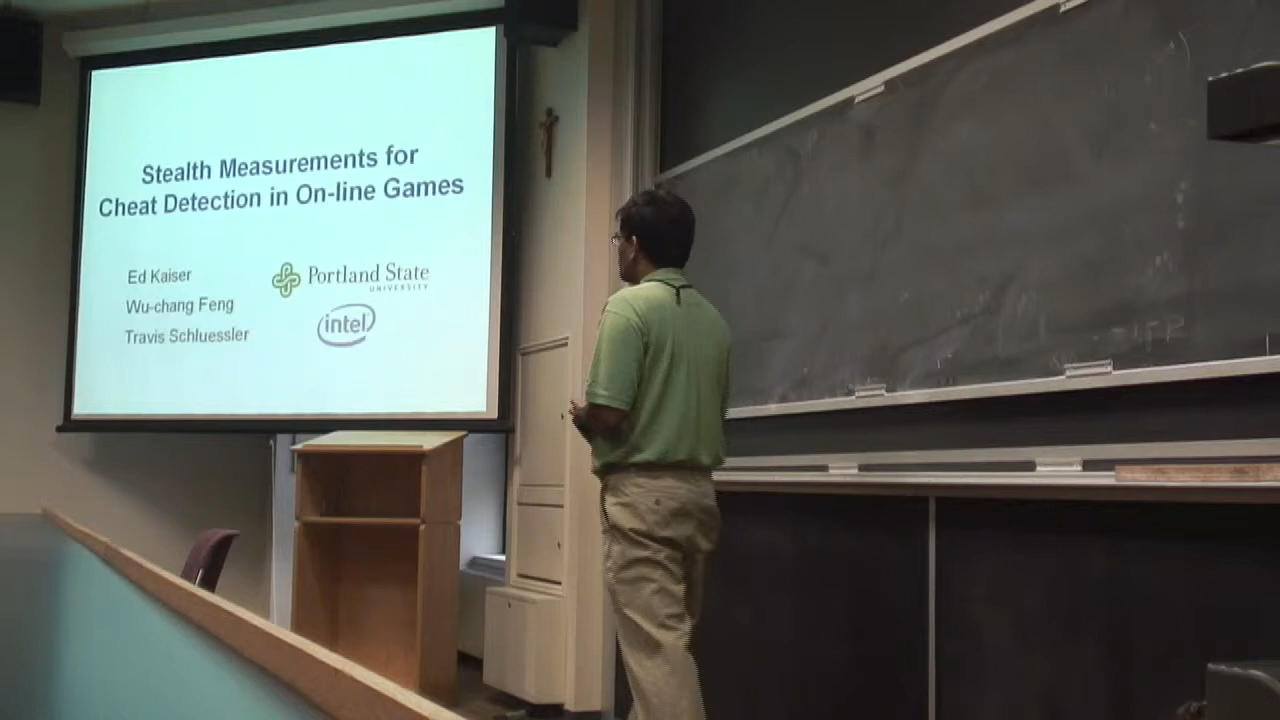 Stealth Measurements for
Cheat Detection in On-line Games
Ed Kaiser
Wu-chang Feng
Travis Schluessler
Portland State
UNIVERSITY
intel